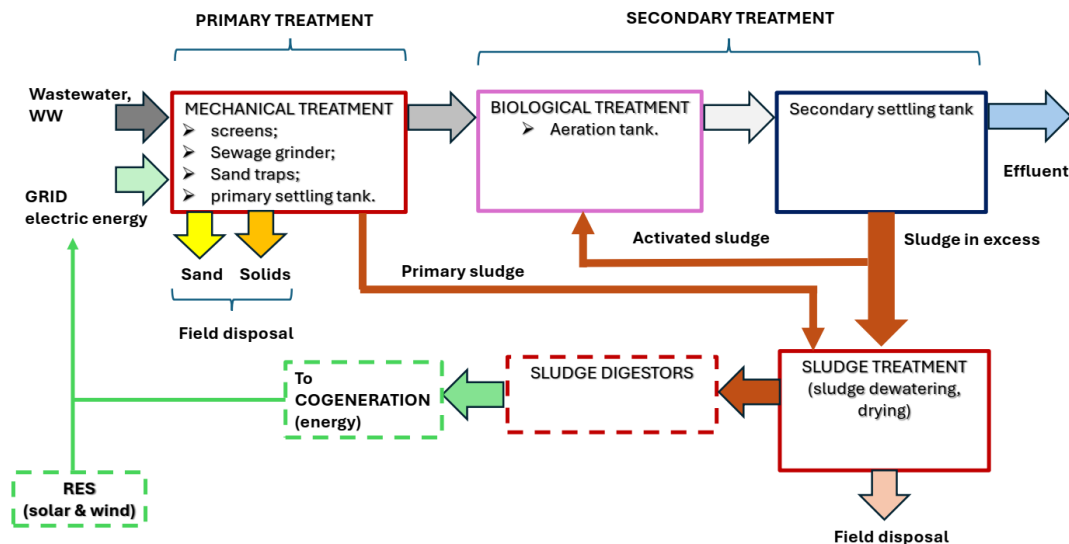 PRIMARY TREATMENT
SECONDARY TREATMENT
Wastewater,
WW
MECHANICAL TREATMENT
➢ screens;
➢ Sewage grinder;
➢ Sand traps;
➢ primary settling tank.
BIOLOGICAL TREATMENT
➢ Aeration tank.
Secondary settling tank
Effluent
GRID
electric energy
Sand
Solids
Field disposal
Primary sludge
Activated sludge
Sludge in excess
To
COGENERATION
(energy)
SLUDGE DIGESTORS
SLUDGE TREATMENT
(sludge dewatering,
drying)
RES
(solar & wind)
Field disposal